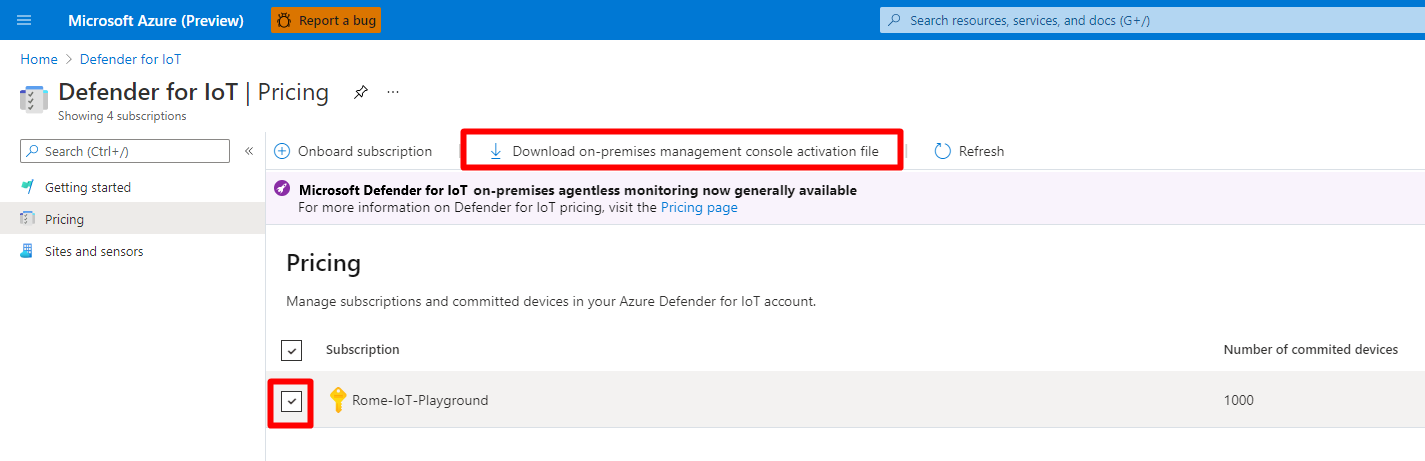 Microsoft Azure (Preview) Report a bug Search resources, services, and docs (G+/)
Home > Defender for IoT
Defender for IoT | Pricing ...
Showing 4 subscriptions
Search (Ctrl+/) « Onboard subscription Download on-premises management console activation file Refresh
Getting started
Pricing
Sites and sensors
Microsoft Defender for IoT on-premises agentless monitoring now generally available
For more information on Defender for IoT pricing, visit the Pricing page
Pricing
Manage subscriptions and committed devices in your Azure Defender for IoT account.
Subscription Number of commited devices
Rome-IoT-Playground 1000